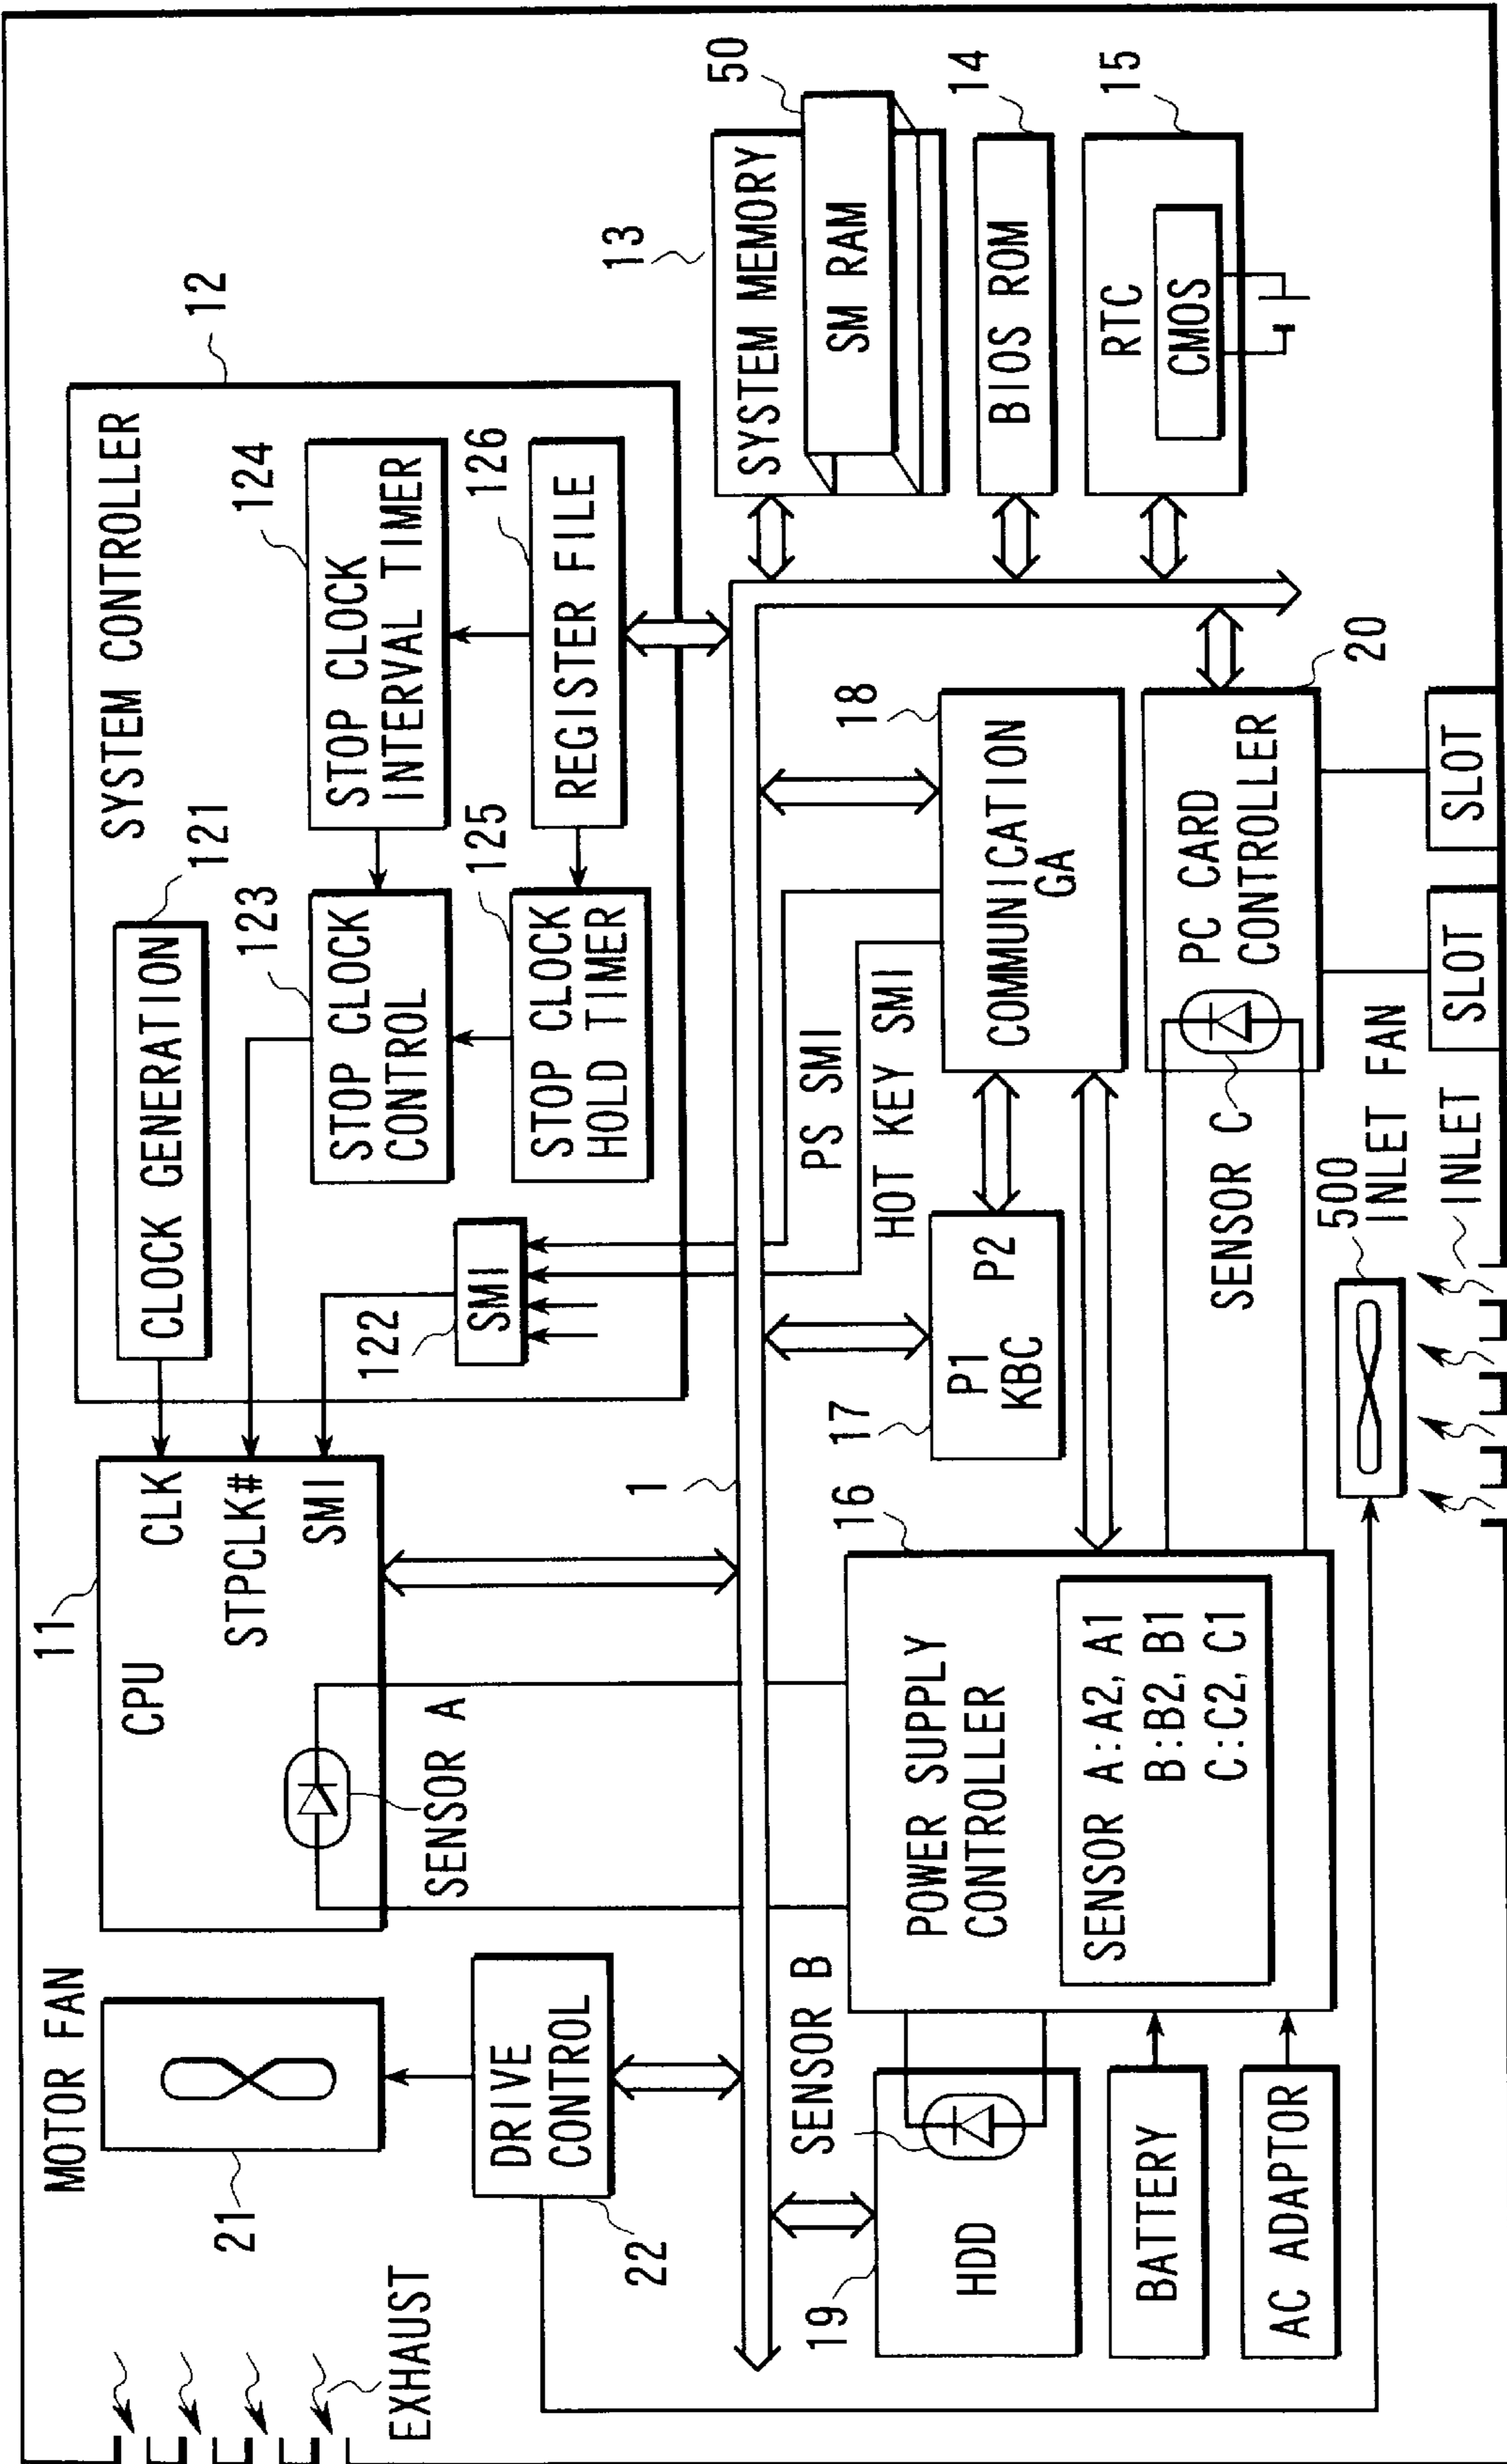 EXHAUST
MOTOR FAN
21
DRIVE
CONTROL
22
11
CPU
CLK
STPCLK#
SMI
SENSOR A
12
SYSTEM CONTROLLER
CLOCK GENERATION
121
122
SMI
123
STOP CLOCK
CONTROL
124
STOP CLOCK
INTERVAL TIMER
125
STOP CLOCK
HOLD TIMER
126
REGISTER FILE
1
13
SYSTEM MEMORY
50
SM RAM
14
BIOS ROM
15
RTC
CMOS
PS SMI
HOT KEY SMI
18
COMMUNICATION
GA
17
P1 P2
KBC
16
POWER SUPPLY
CONTROLLER
SENSOR A:A2, A1
B:B2, B1
C:C2, C1
SENSOR B
19
HDD
BATTERY
AC ADAPTOR
SENSOR C
20
PC CARD
CONTROLLER
SLOT
SLOT
500
INLET FAN
INLET